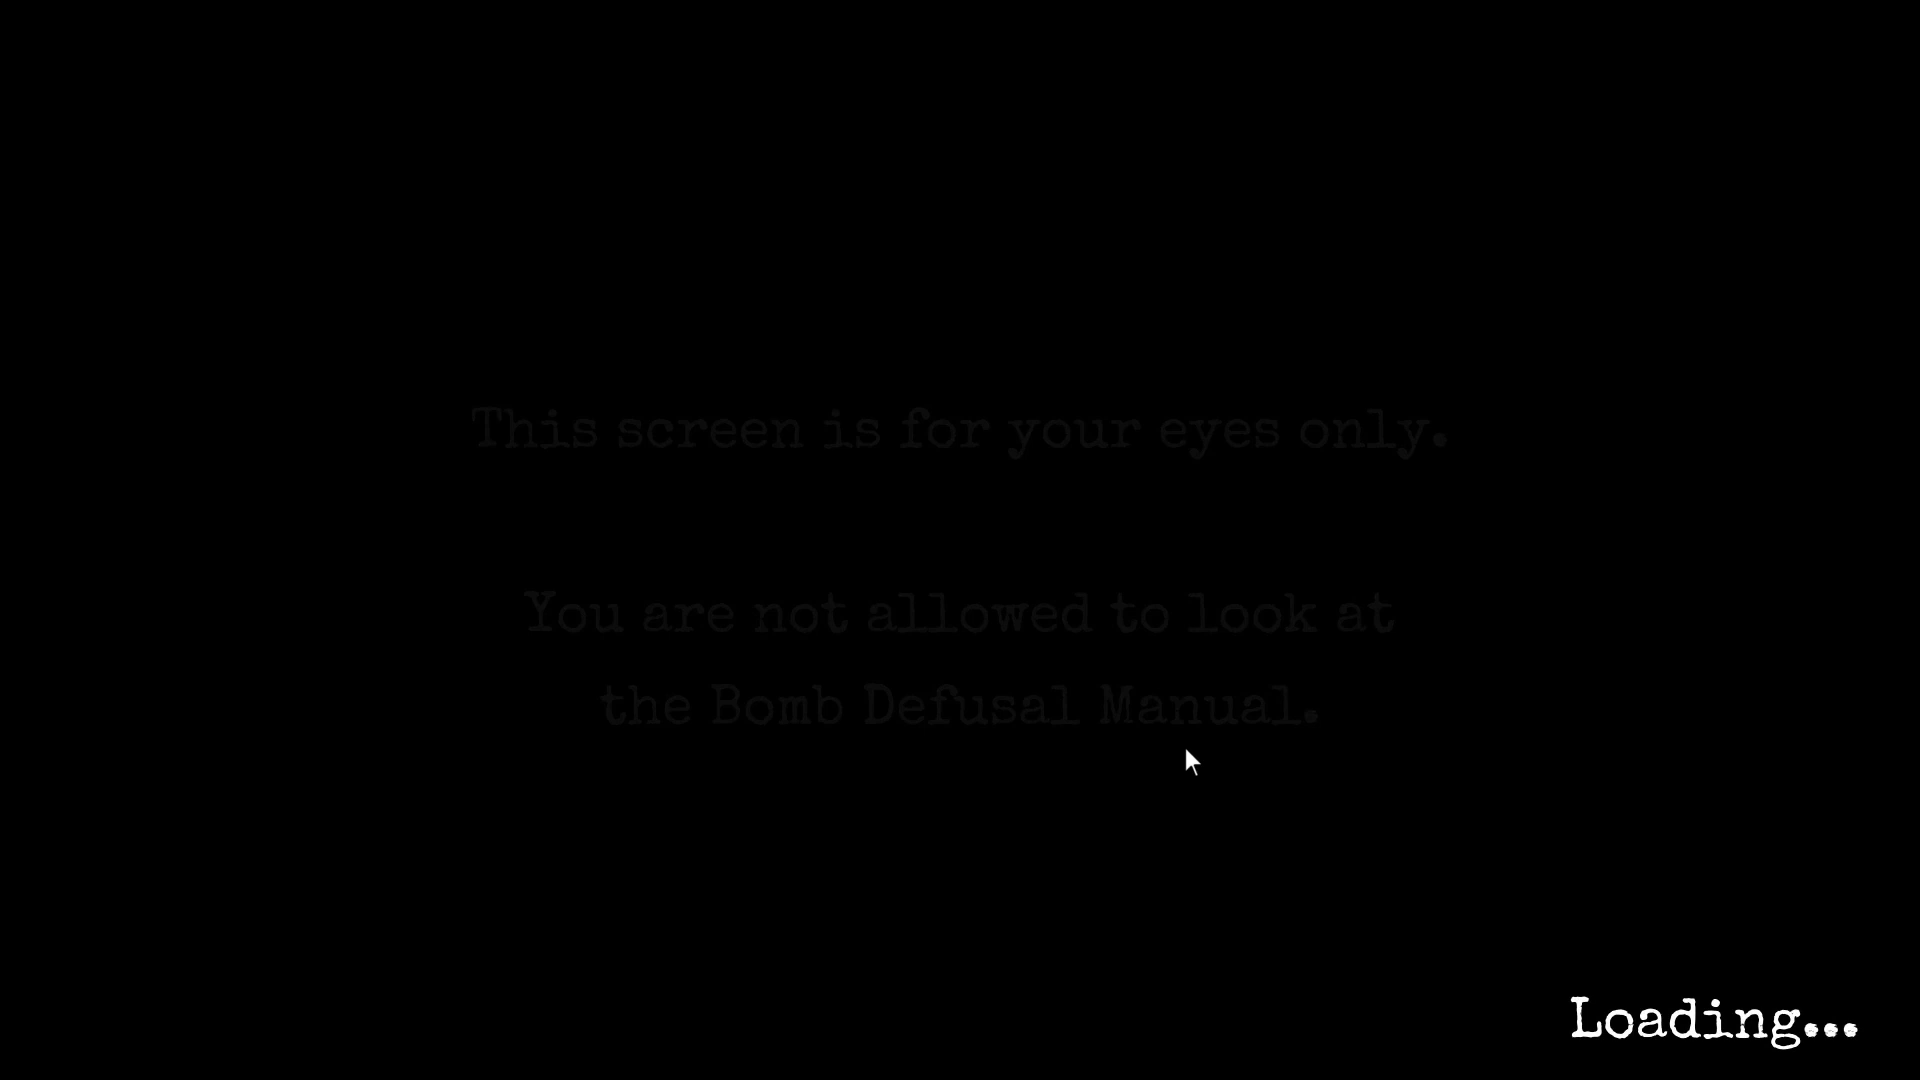 This screen is for your eyes only.
You are not allowed to look at
the Bomb Defusal Manual.
Loading...